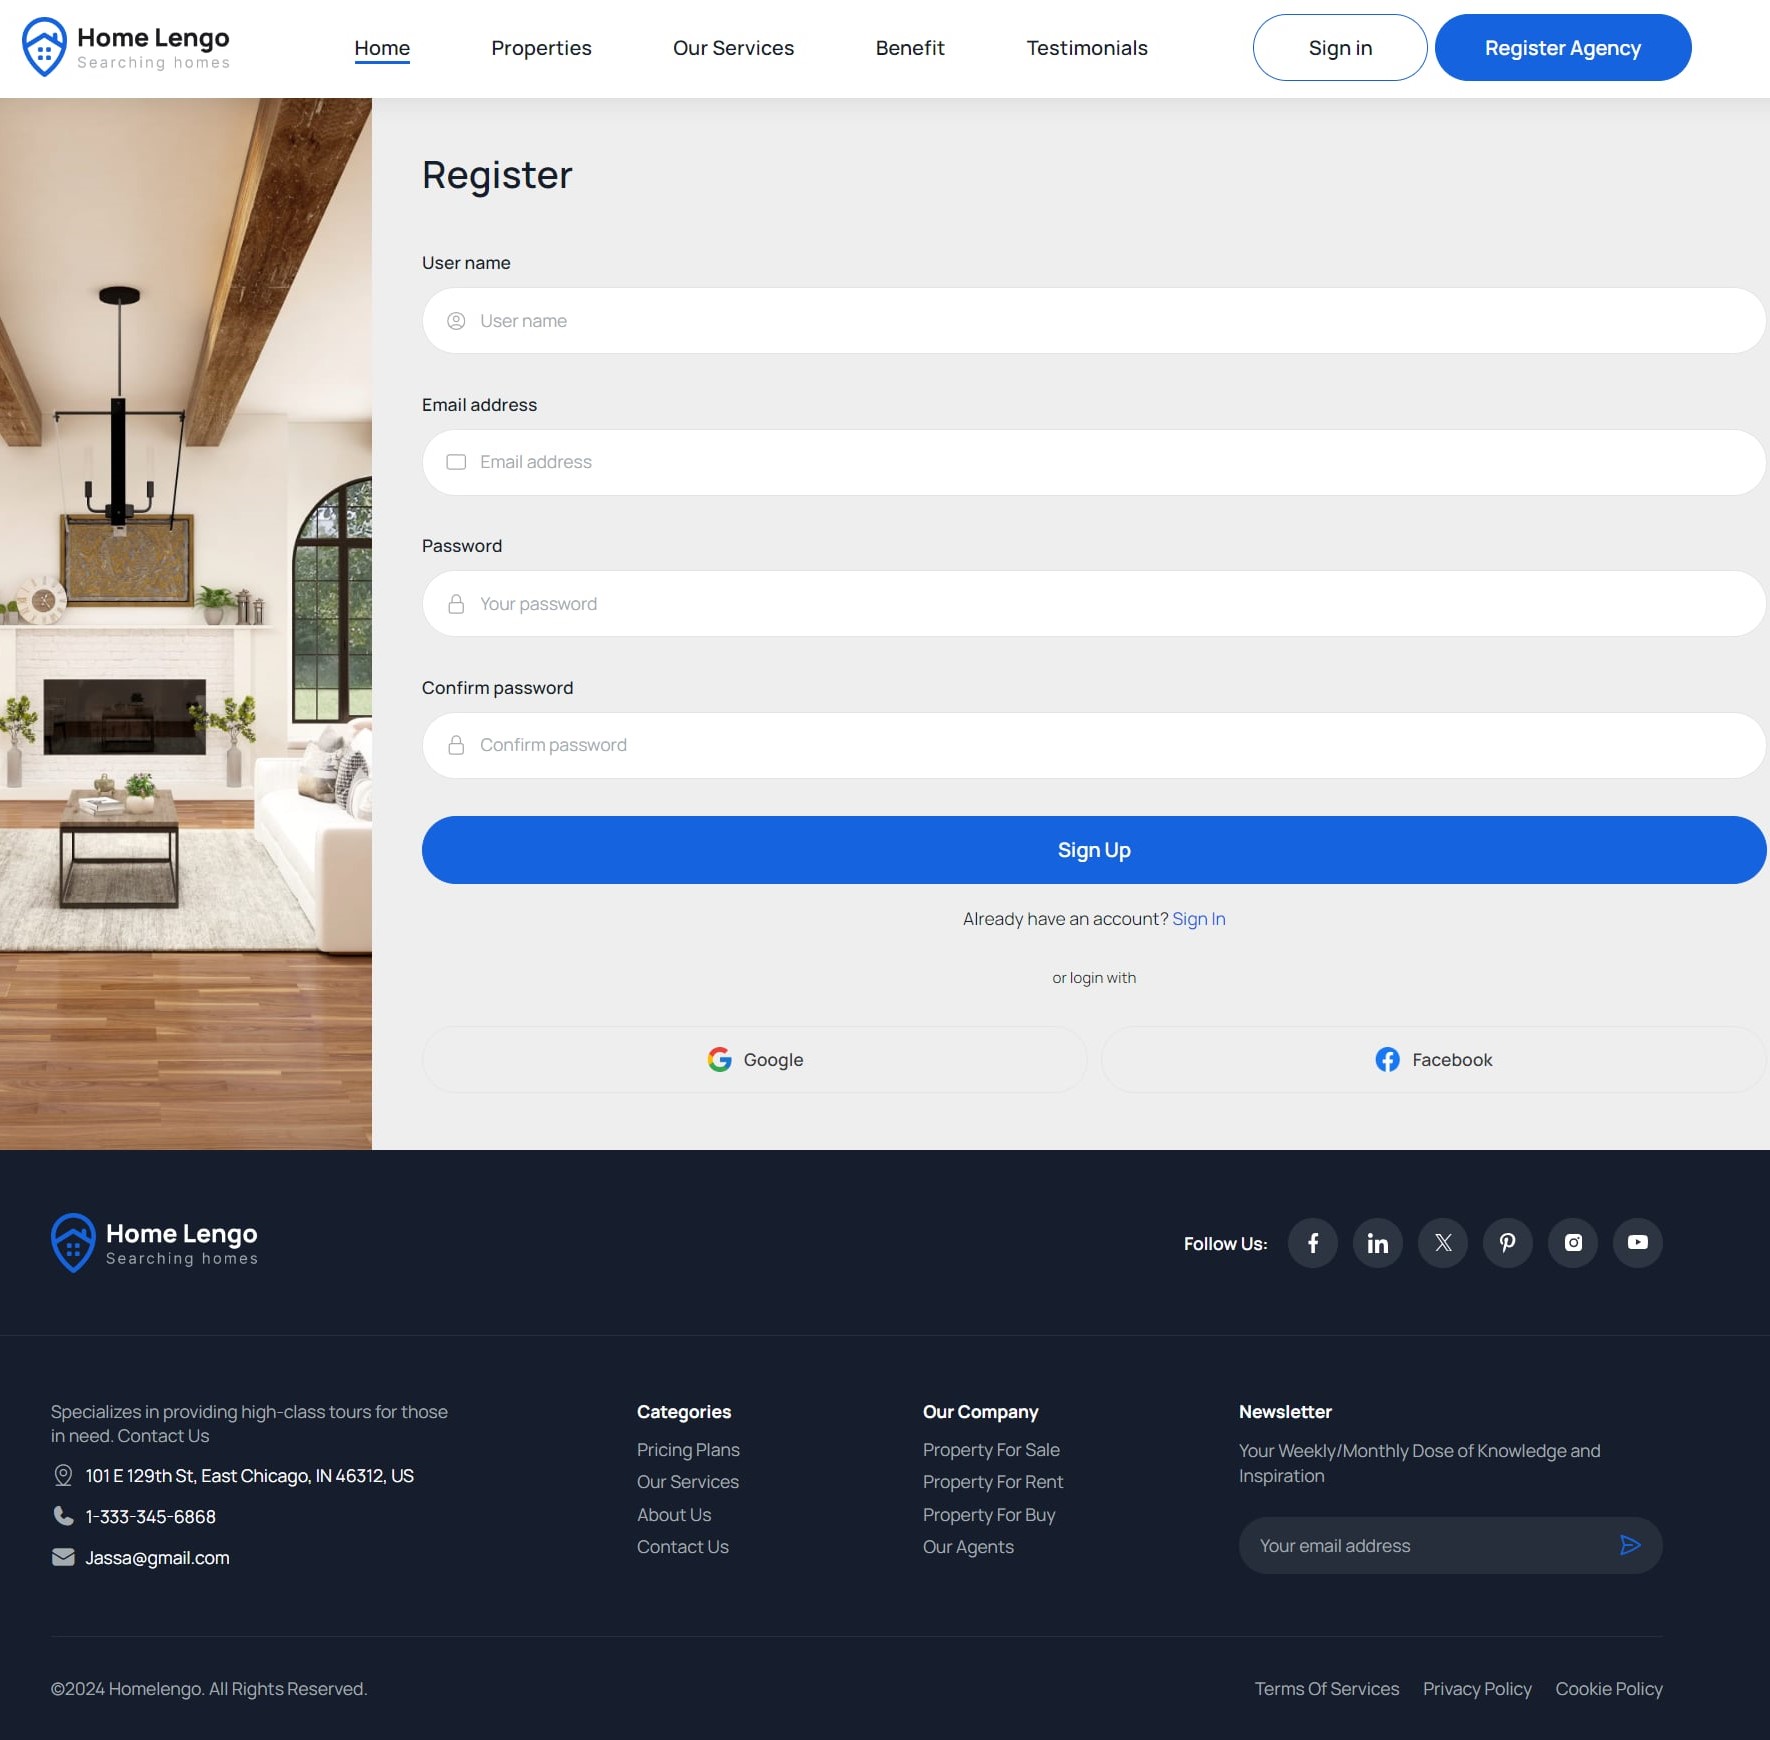 Home Lengo
Searching homes
Home
Properties
Our Services
Benefit
Testimonials
Sign in
Register Agency
Register
User name
User name
Email address
Email address
Password
Your password
Confirm password
Confirm password
Sign Up
Already have an account? Sign In
or login with
Google
Facebook
Home Lengo
Searching homes
Follow Us:
Specializes in providing high-class tours for those
in need. Contact Us
101 E 129th St, East Chicago, IN 46312, US
1-333-345-6868
Jassa@gmail.com
Categories
Pricing Plans
Our Services
About Us
Contact Us
Our Company
Property For Sale
Property For Rent
Property For Buy
Our Agents
Newsletter
Your Weekly/Monthly Dose of Knowledge and
Inspiration
Your email address
©2024 Homelengo. All Rights Reserved.
Terms Of Services
Privacy Policy
Cookie Policy